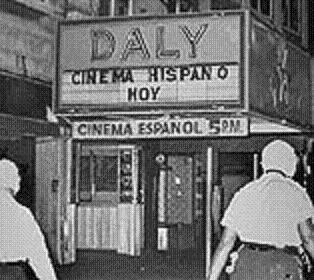 DALY
CINEMA HISPANO
HOY
CINEMA ESPAÑOL 5PM.